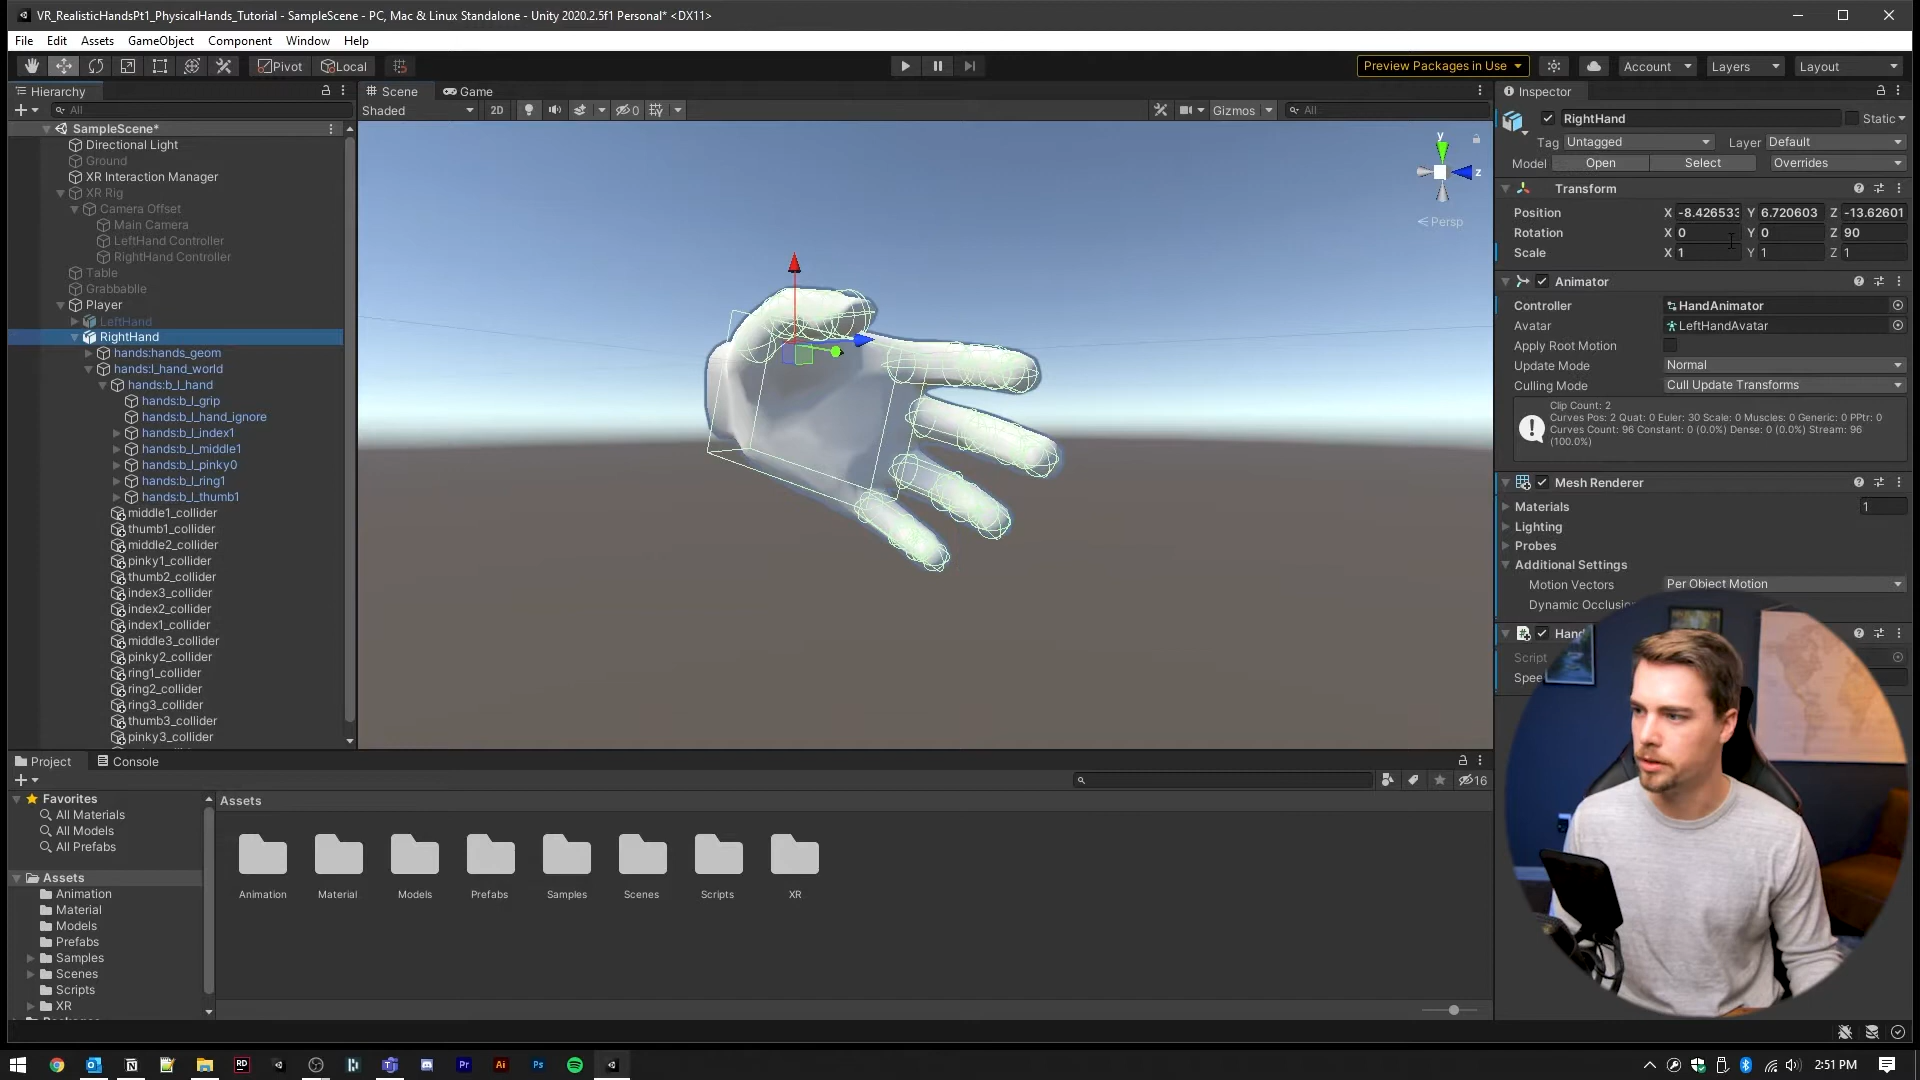 VR_RealisticHandsPt1_PhysicalHands_Tutorial - SampleScene - PC, Mac & Linux Standalone - Unity 2020.2.5f1 Personal* <DX11>
File Edit Assets GameObject Component Window Help
Pivot Local Preview Packages in Use Account Layers Layout
Hierarchy
All
SampleScene*
Directional Light
Ground
XR Interaction Manager
XR Rig
Camera Offset
Main Camera
LeftHand Controller
RightHand Controller
Table
Grabbablle
Player
LeftHand
RightHand
hands:hands_geom
hands:l_hand_world
hands:b_l_hand
hands:b_l_grip
hands:b_l_hand_ignore
hands:b_l_index1
hands:b_l_middle1
hands:b_l_pinky0
hands:b_l_ring1
hands:b_l_thumb1
middle1_collider
thumb1_collider
middle2_collider
pinky1_collider
thumb2_collider
index3_collider
index2_collider
index1_collider
middle3_collider
pinky2_collider
ring1_collider
ring2_collider
ring3_collider
thumb3_collider
pinky3_collider
Scene Game
Shaded 2D 0 Gizmos All
y
z
Persp
Inspector
RightHand Static
Tag Untagged Layer Default
Model Open Select Overrides
Transform
Position X -8.426533 Y 6.720603 Z -13.62601
Rotation X 0 Y 0 Z 90
Scale X 1 Y 1 Z 1
Animator
Controller HandAnimator
Avatar LeftHandAvatar
Apply Root Motion
Update Mode Normal
Culling Mode Cull Update Transforms
Clip Count: 2
Curves Pos: 2 Quat: 0 Euler: 30 Scale: 0 Muscles: 0 Generic: 0 PPtr: 0
Curves Count: 96 Constant: 0 (0.0%) Dense: 0 (0.0%) Stream: 96
(100.0%)
Mesh Renderer
Materials 1
Lighting
Probes
Additional Settings
Motion Vectors Per Object Motion
Dynamic Occlusi
Hand
Script
Spee
Project Console
16
Favorites
All Materials
All Models
All Prefabs
Assets
Animation
Material
Models
Prefabs
Samples
Scenes
Scripts
XR
Assets
Animation Material Models Prefabs Samples Scenes Scripts XR
2:51 PM